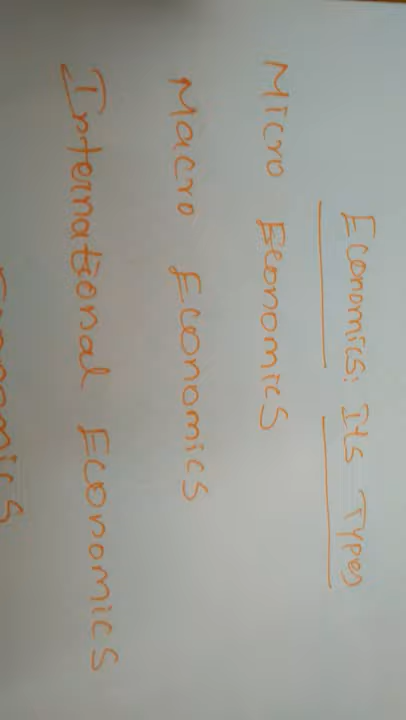 Economics: Its Types
Micro Economics
Macro Economics
International Economics